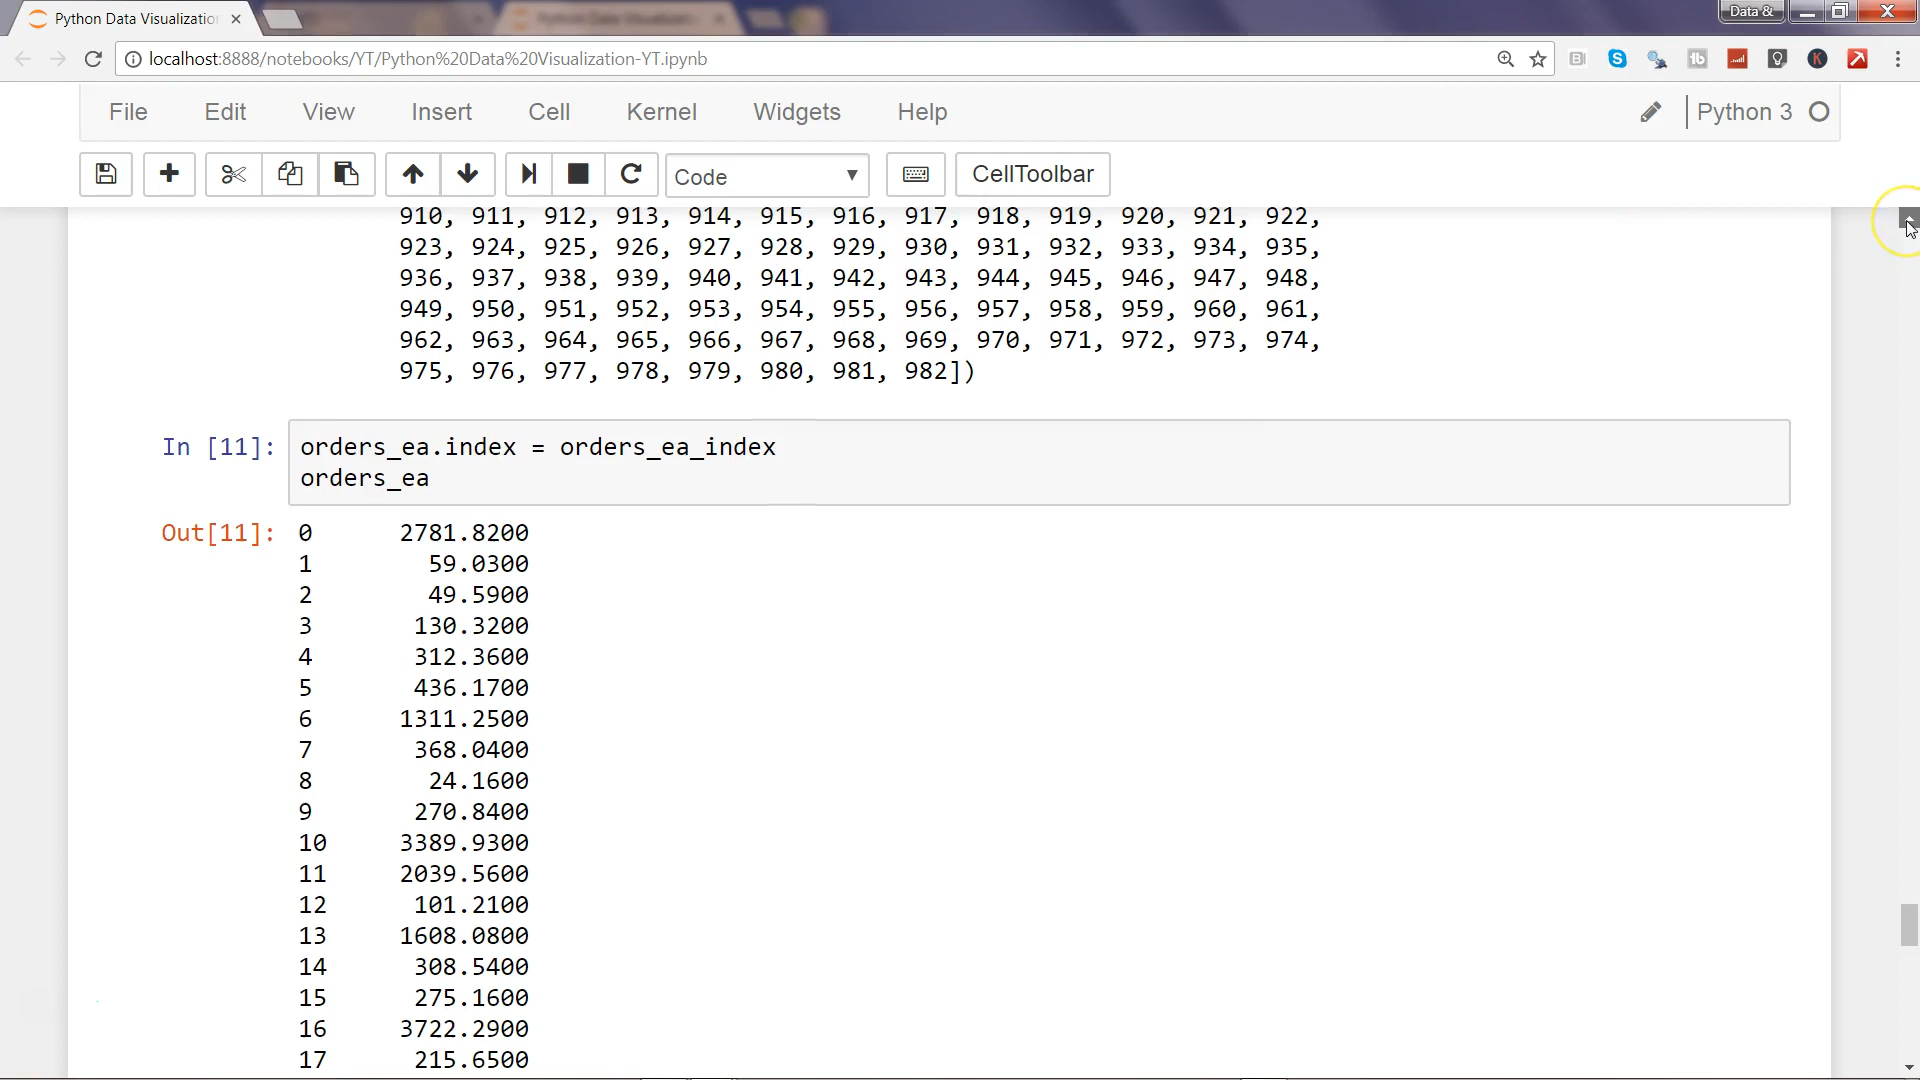 Python Data Visualization
Data &
localhost:8888/notebooks/YT/Python%20Data%20Visualization-YT.ipynb
File Edit View Insert Cell Kernel Widgets Help Python 3
Code CellToolbar
910, 911, 912, 913, 914, 915, 916, 917, 918, 919, 920, 921, 922,
923, 924, 925, 926, 927, 928, 929, 930, 931, 932, 933, 934, 935,
936, 937, 938, 939, 940, 941, 942, 943, 944, 945, 946, 947, 948,
949, 950, 951, 952, 953, 954, 955, 956, 957, 958, 959, 960, 961,
962, 963, 964, 965, 966, 967, 968, 969, 970, 971, 972, 973, 974,
975, 976, 977, 978, 979, 980, 981, 982])
In [11]: orders_ea.index = orders_ea_index
orders_ea
Out[11]: 0 2781.8200
1 59.0300
2 49.5900
3 130.3200
4 312.3600
5 436.1700
6 1311.2500
7 368.0400
8 24.1600
9 270.8400
10 3389.9300
11 2039.5600
12 101.2100
13 1608.0800
14 308.5400
15 275.1600
16 3722.2900
17 215.6500